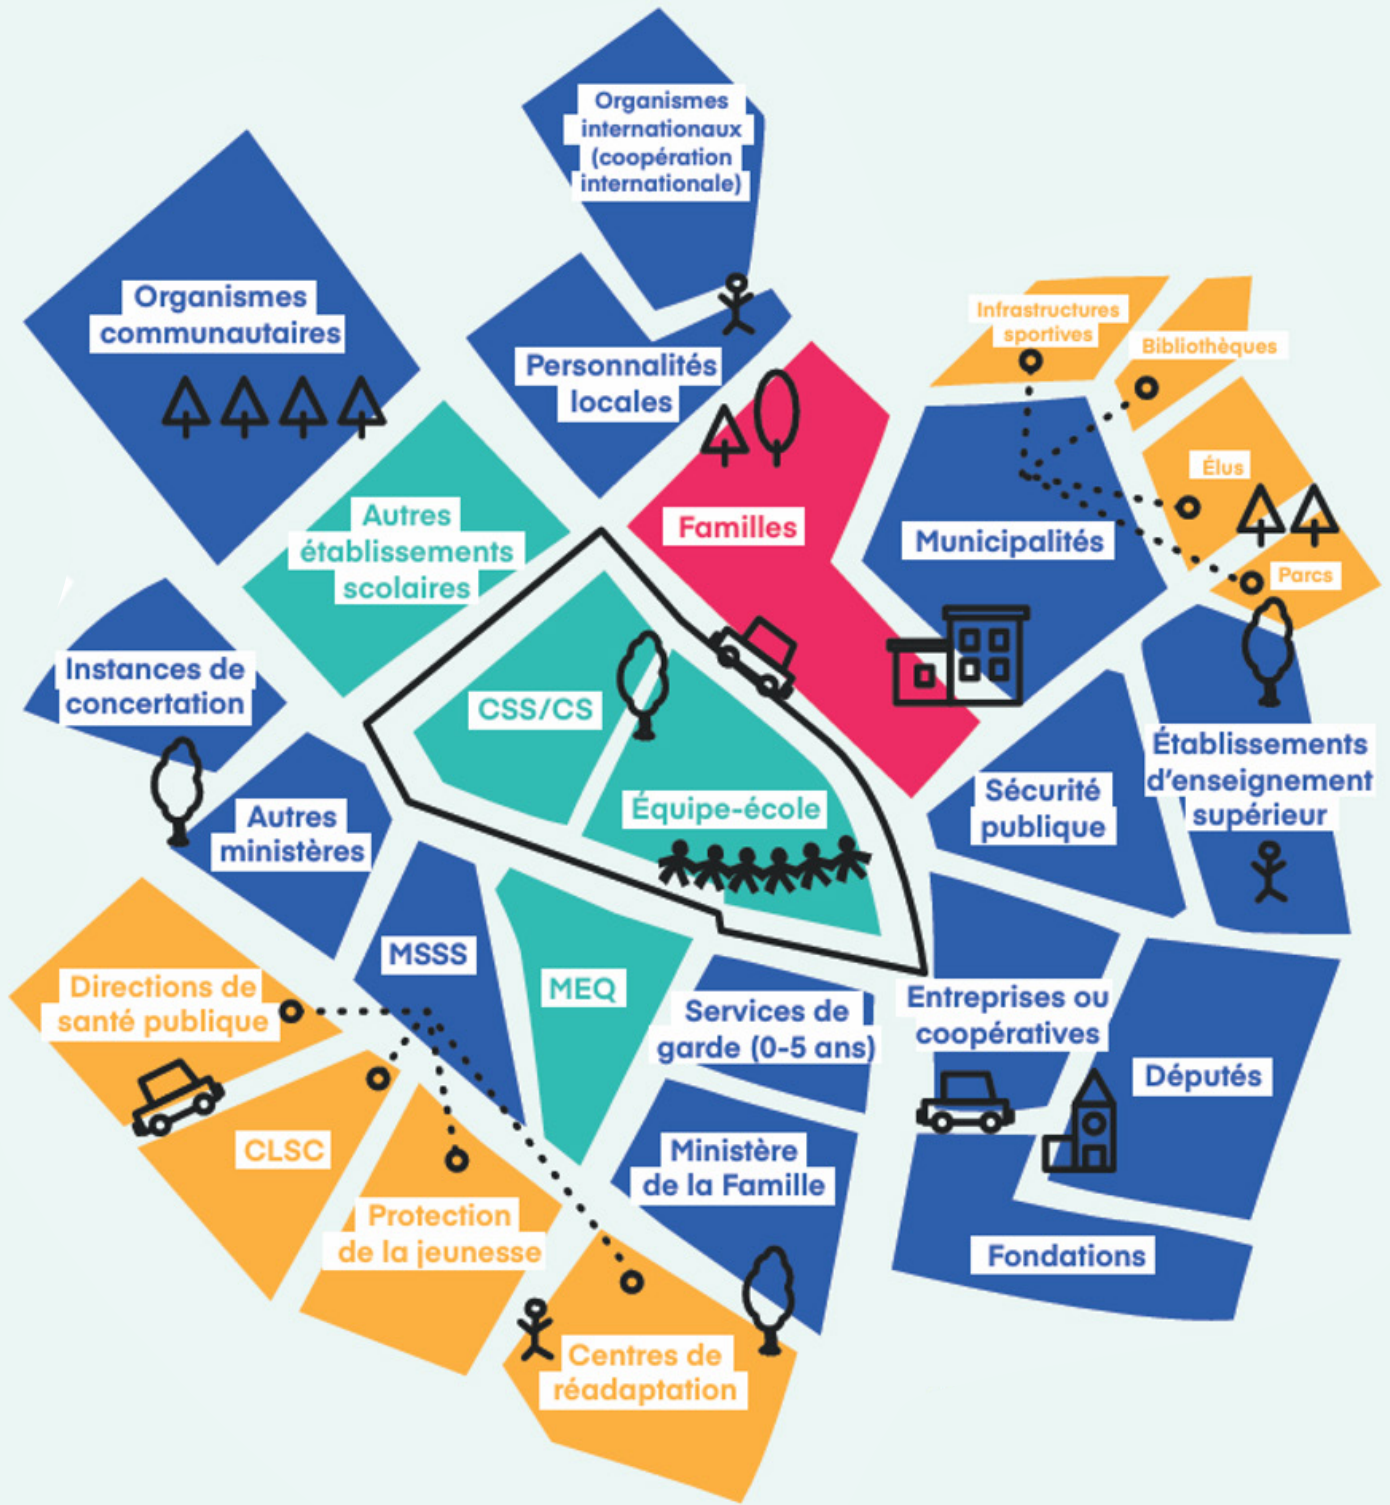 Organismes
internationaux
(coopération
internationale)
Organismes
communautaires
Personnalités
locales
Infrastructures
sportives
Bibliothèques
Élus
Parcs
Autres
établissements
scolaires
Familles
Municipalités
Instances de
concertation
CSS/CS
Équipe-école
Autres
ministères
Sécurité
publique
Établissements
d'enseignement
supérieur
MSSS
MEQ
Directions de
santé publique
Services de
garde (0-5 ans)
Entreprises ou
coopératives
Députés
CLSC
Ministère
de la Famille
Protection
de la jeunesse
Fondations
Centres de
réadaptation